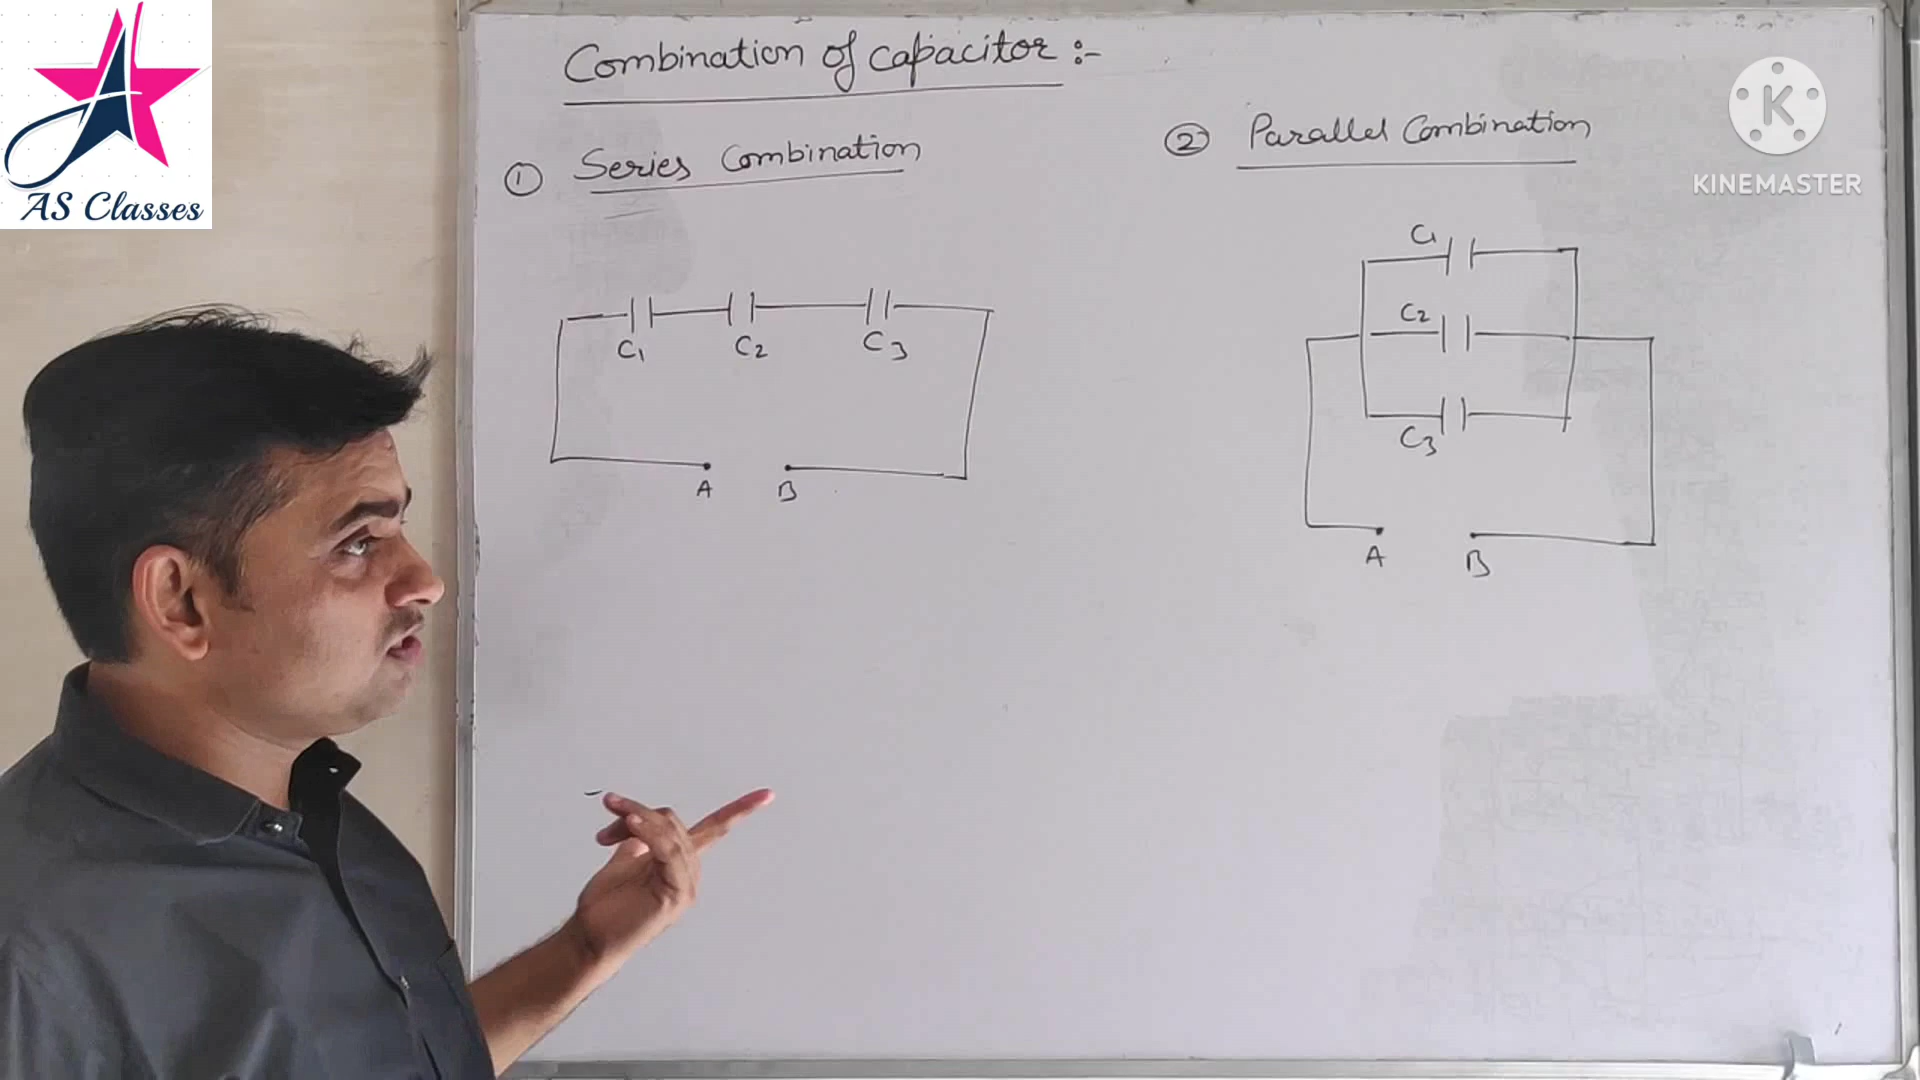 AS Classes
Combination of capacitor :-
① Series Combination
② Parallel Combination
KINEMASTER
C1
C2
C3
A
B
C1
C2
C3
A
B